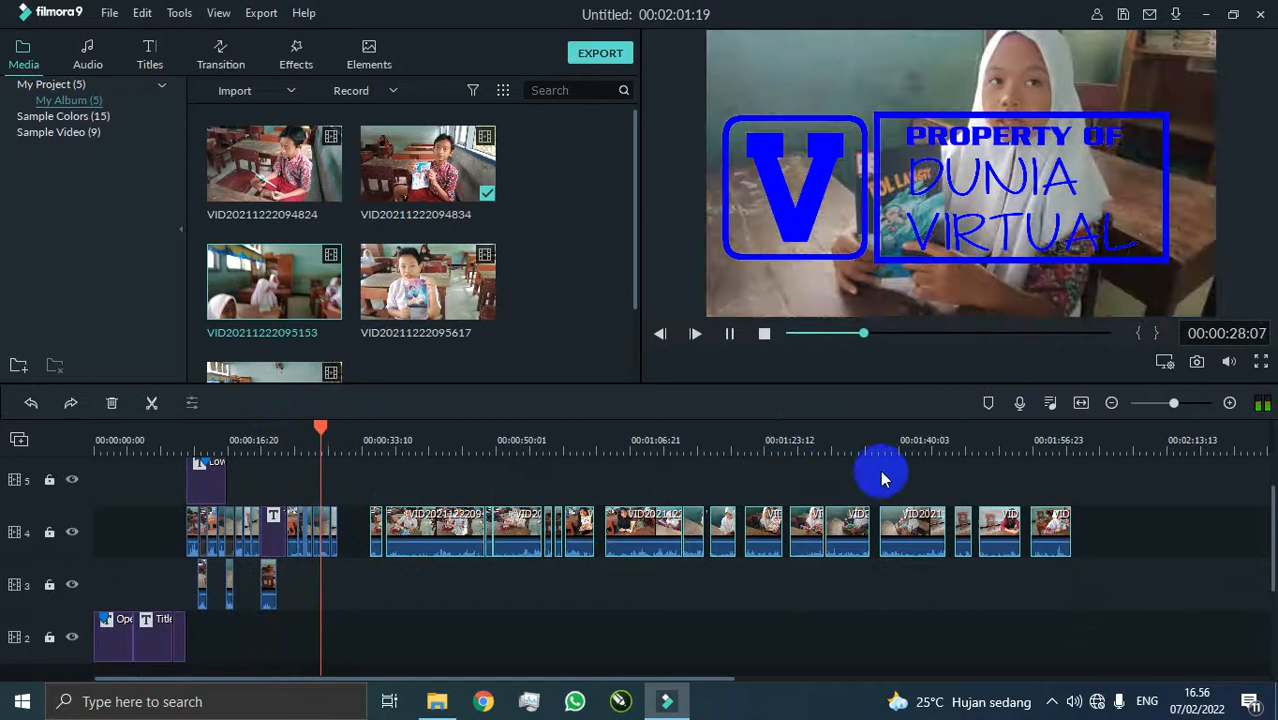 filmora9 File Edit Tools View Export Help Untitled: 00:02:01:19
Media Audio Titles Transition Effects Elements EXPORT
My Project (5)
My Album (5)
Sample Colors (15)
Sample Video (9)
Import Record Search
VID20211222094824 VID20211222094834
VID20211222095153 VID20211222095617
V
PROPERTY OF
DUNIA
VIRTUAL
00:00:28:07
00:00:00:00 00:00:16:20 00:00:33:10 00:00:50:01 00:01:06:21 00:01:23:12 00:01:40:03 00:01:56:23 00:02:13:13
5 T Low
4 T
3
2 T Ope T Title
Type here to search
25°C Hujan sedang ENG 16.56
07/02/2022
11